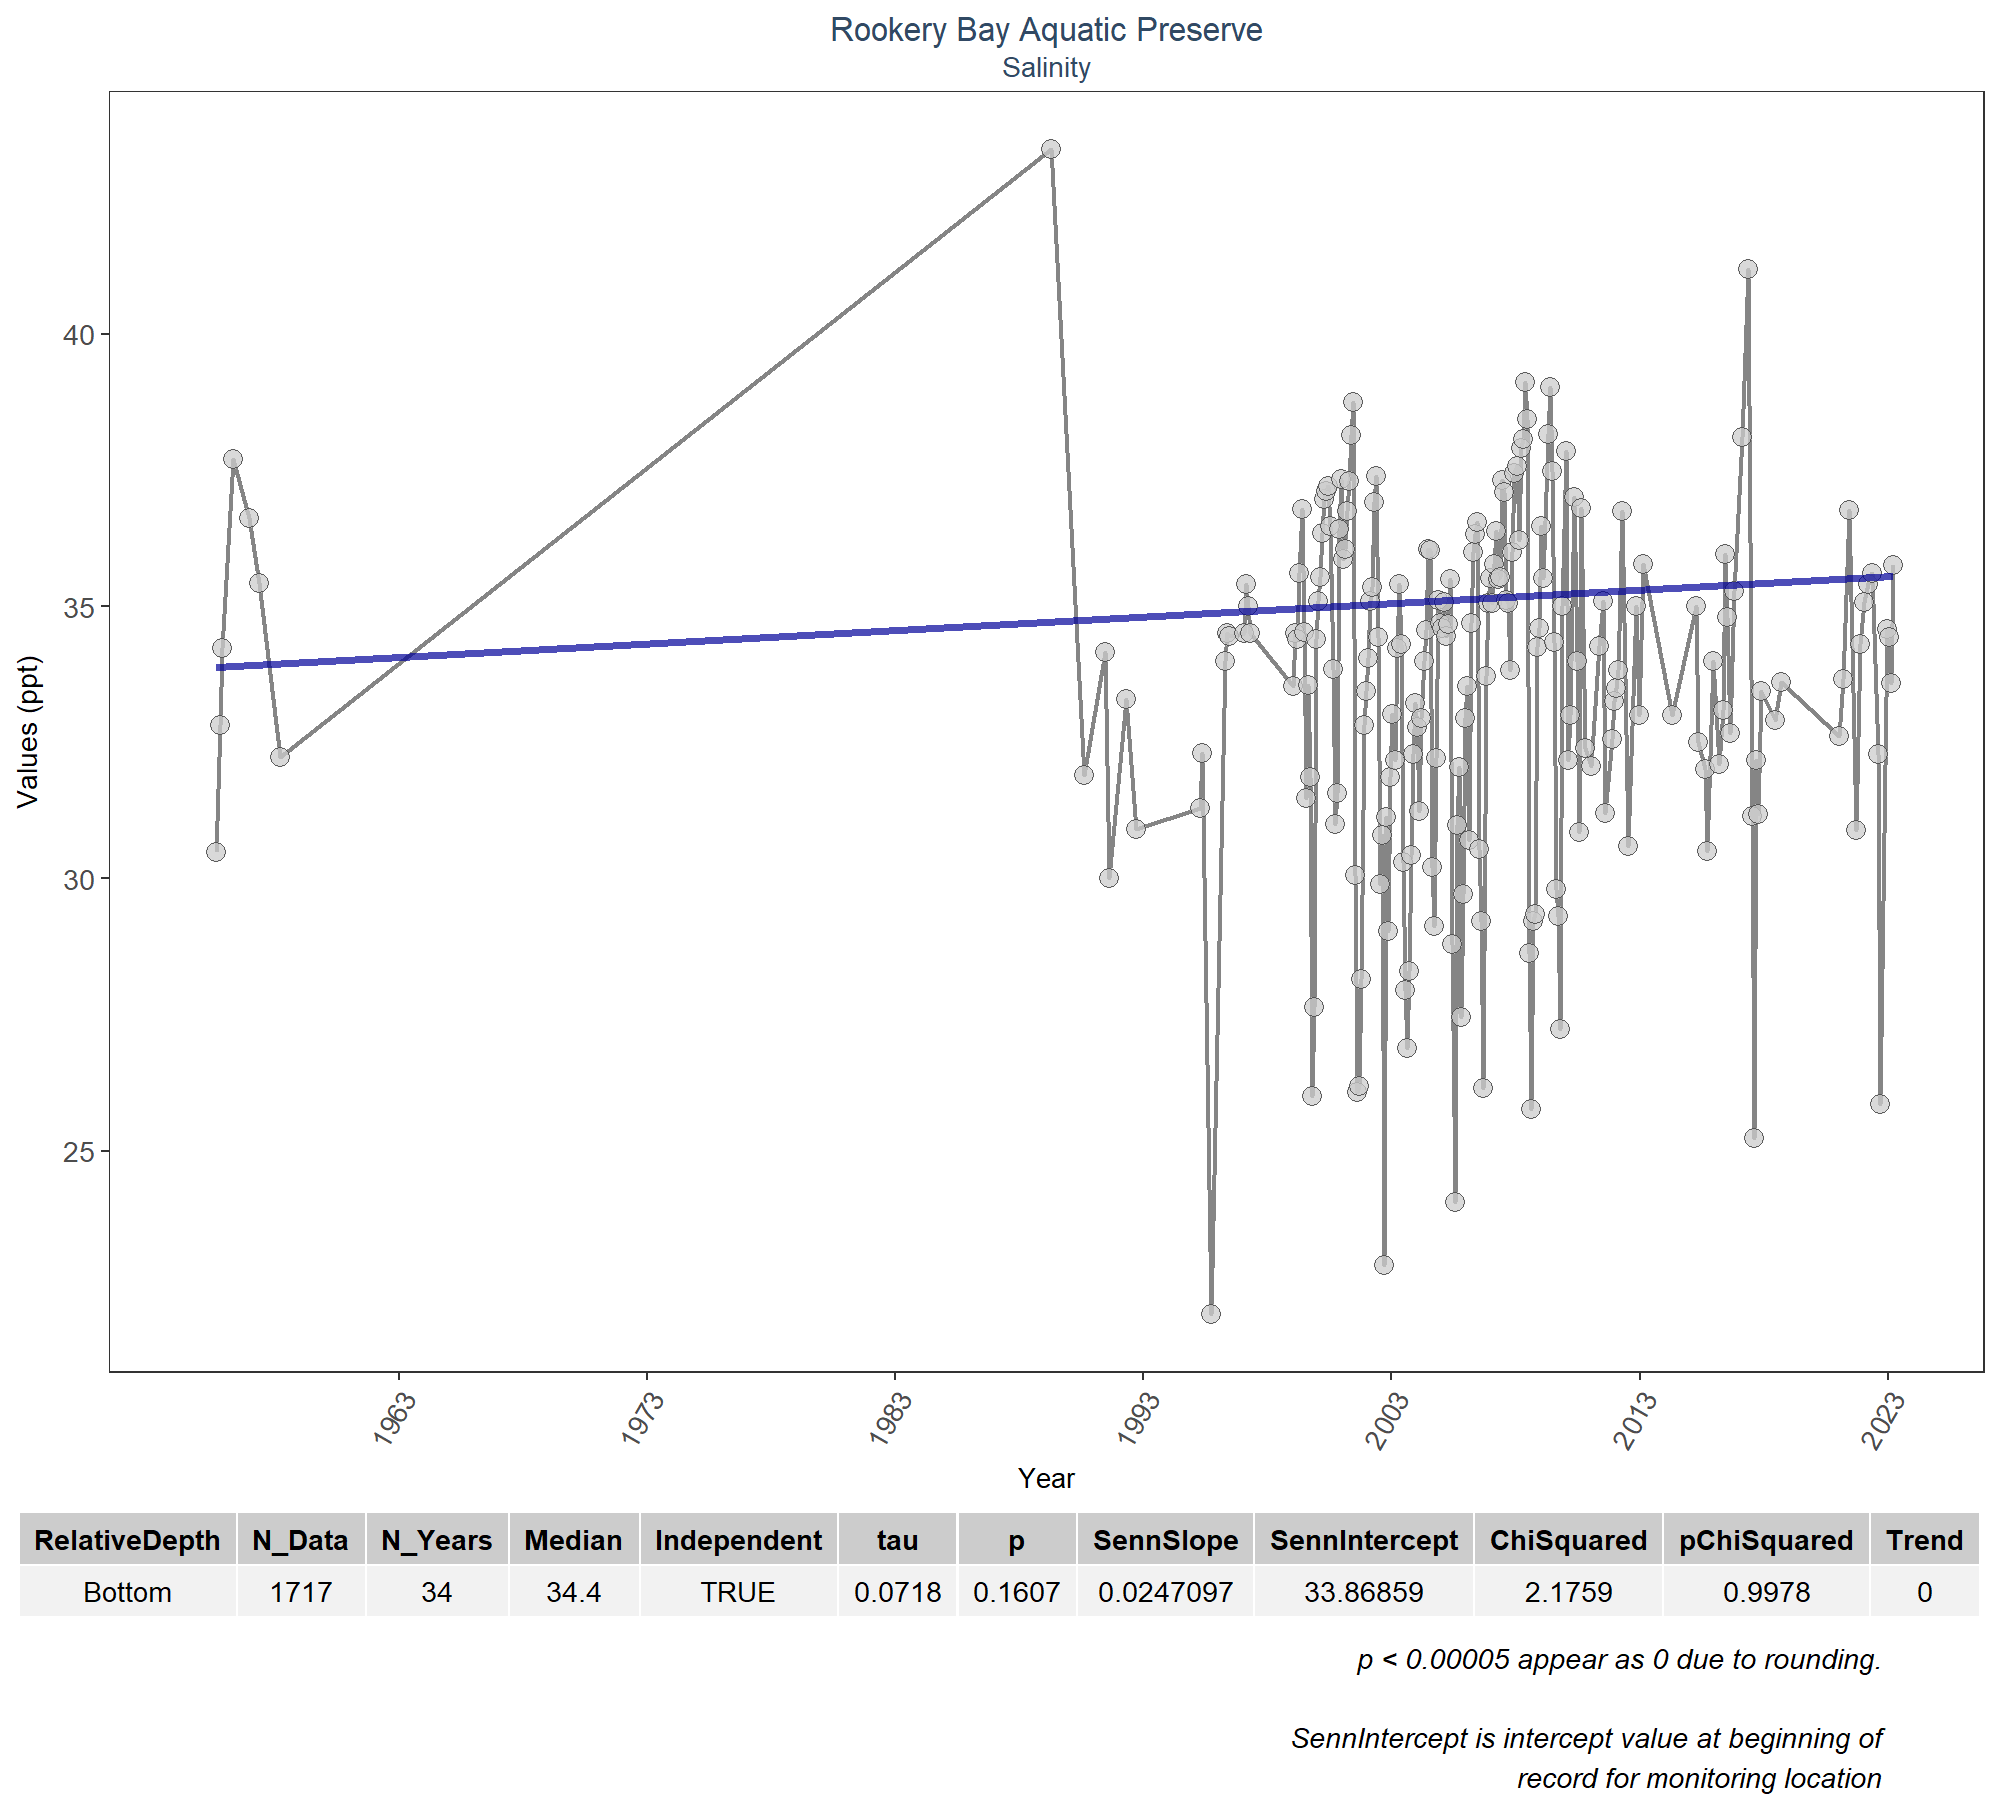 Rookery Bay Aquatic Preserve
Salinity
Values (ppt)
40
35
30
25
1963
1973
1983
1993
2003
2013
2023
Year
RelativeDepth N_Data N_Years Median Independent tau p SennSlope SennIntercept ChiSquared pChiSquared Trend
Bottom 1717 34 34.4 TRUE 0.0718 0.1607 0.0247097 33.86859 2.1759 0.9978 0
p < 0.00005 appear as 0 due to rounding.
SennIntercept is intercept value at beginning of
record for monitoring location